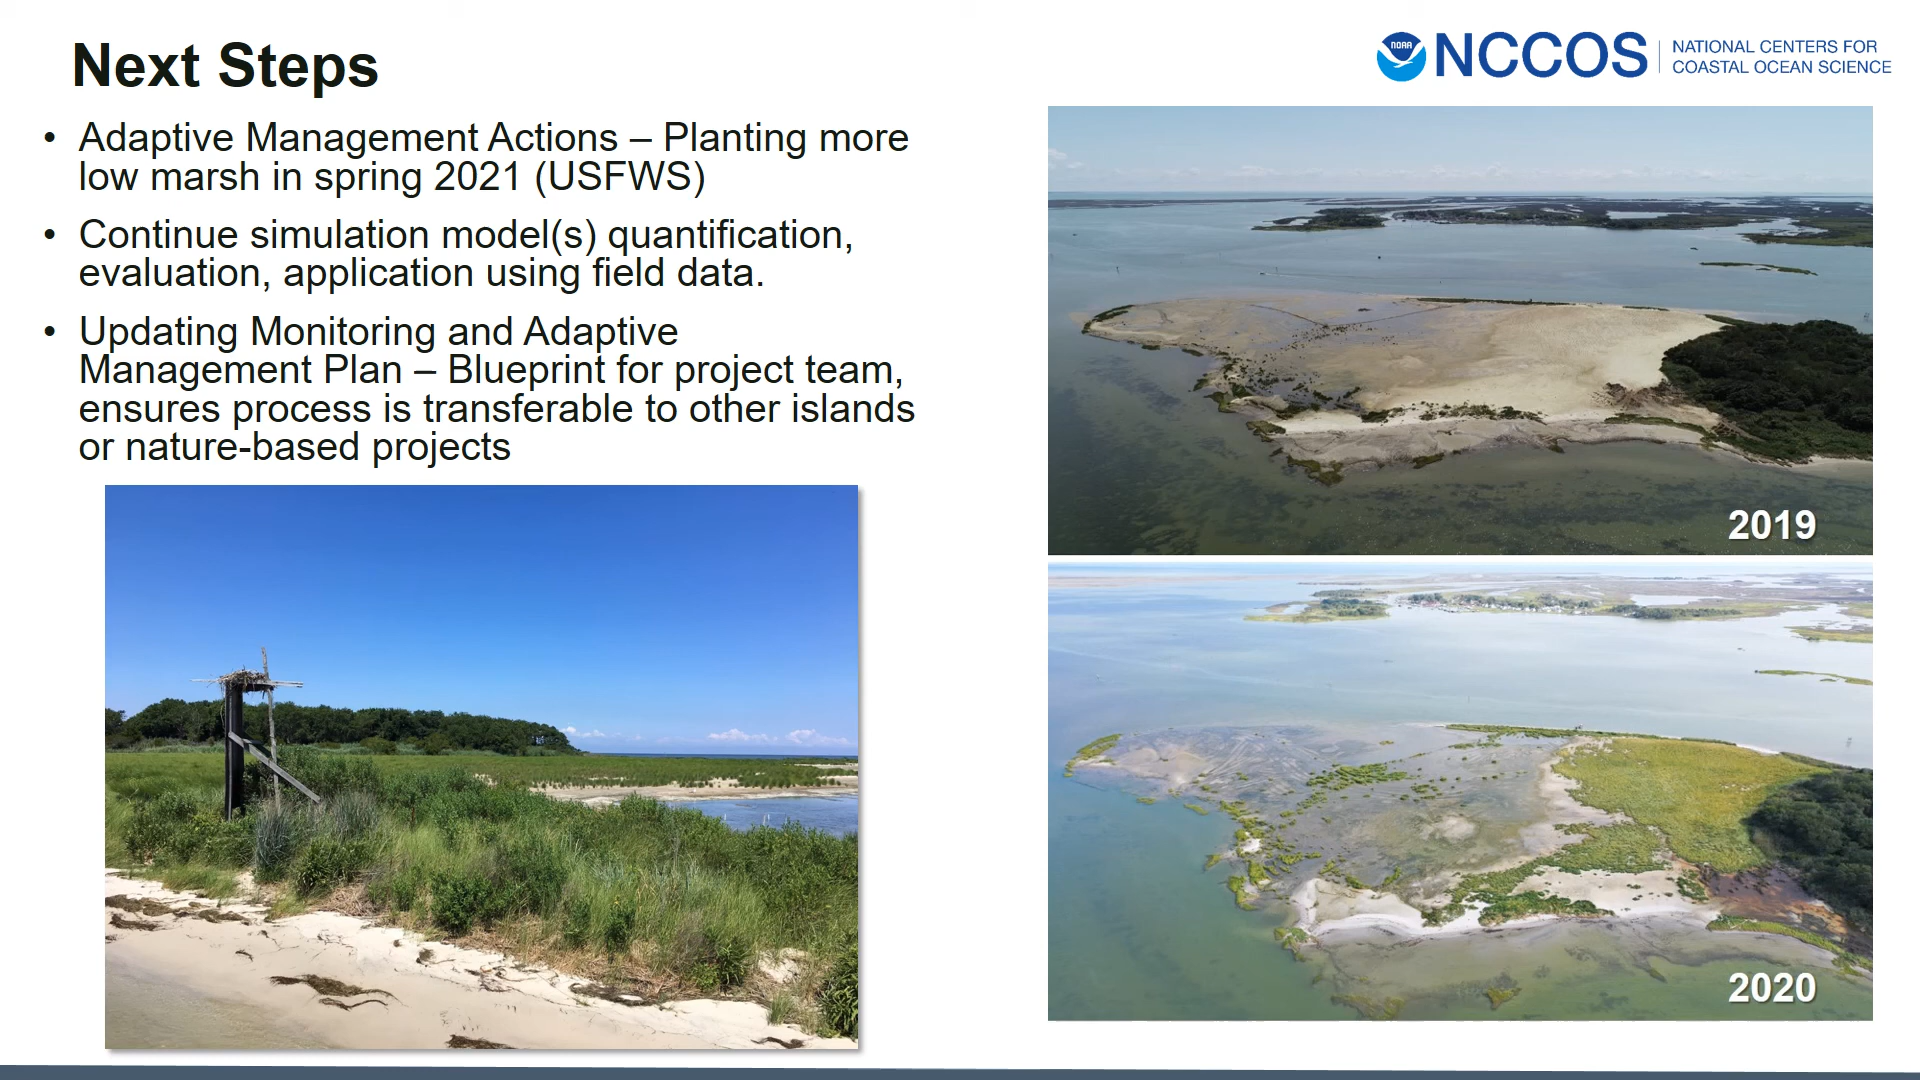 Next Steps
NOAA
NCCOS
NATIONAL CENTERS FOR
COASTAL OCEAN SCIENCE
• Adaptive Management Actions – Planting more
low marsh in spring 2021 (USFWS)
• Continue simulation model(s) quantification,
evaluation, application using field data.
• Updating Monitoring and Adaptive
Management Plan – Blueprint for project team,
ensures process is transferable to other islands
or nature-based projects
2019
2020